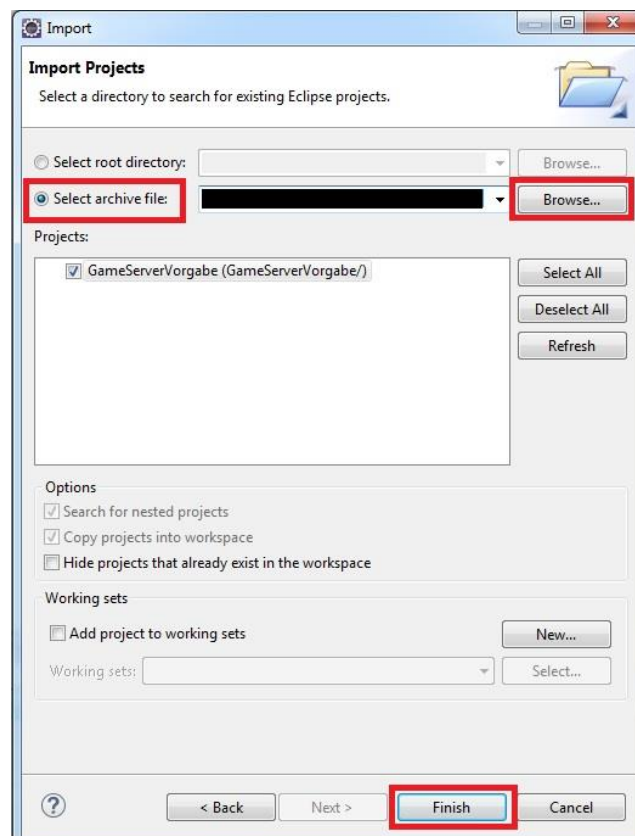 Import
Import Projects
Select a directory to search for existing Eclipse projects.
Select root directory: Browse...
Select archive file: Browse...
Projects:
GameServerVorgabe (GameServerVorgabe/)
Select All
Deselect All
Refresh
Options
Search for nested projects
Copy projects into workspace
Hide projects that already exist in the workspace
Working sets
Add project to working sets New...
Working sets: Select...
? < Back Next > Finish Cancel